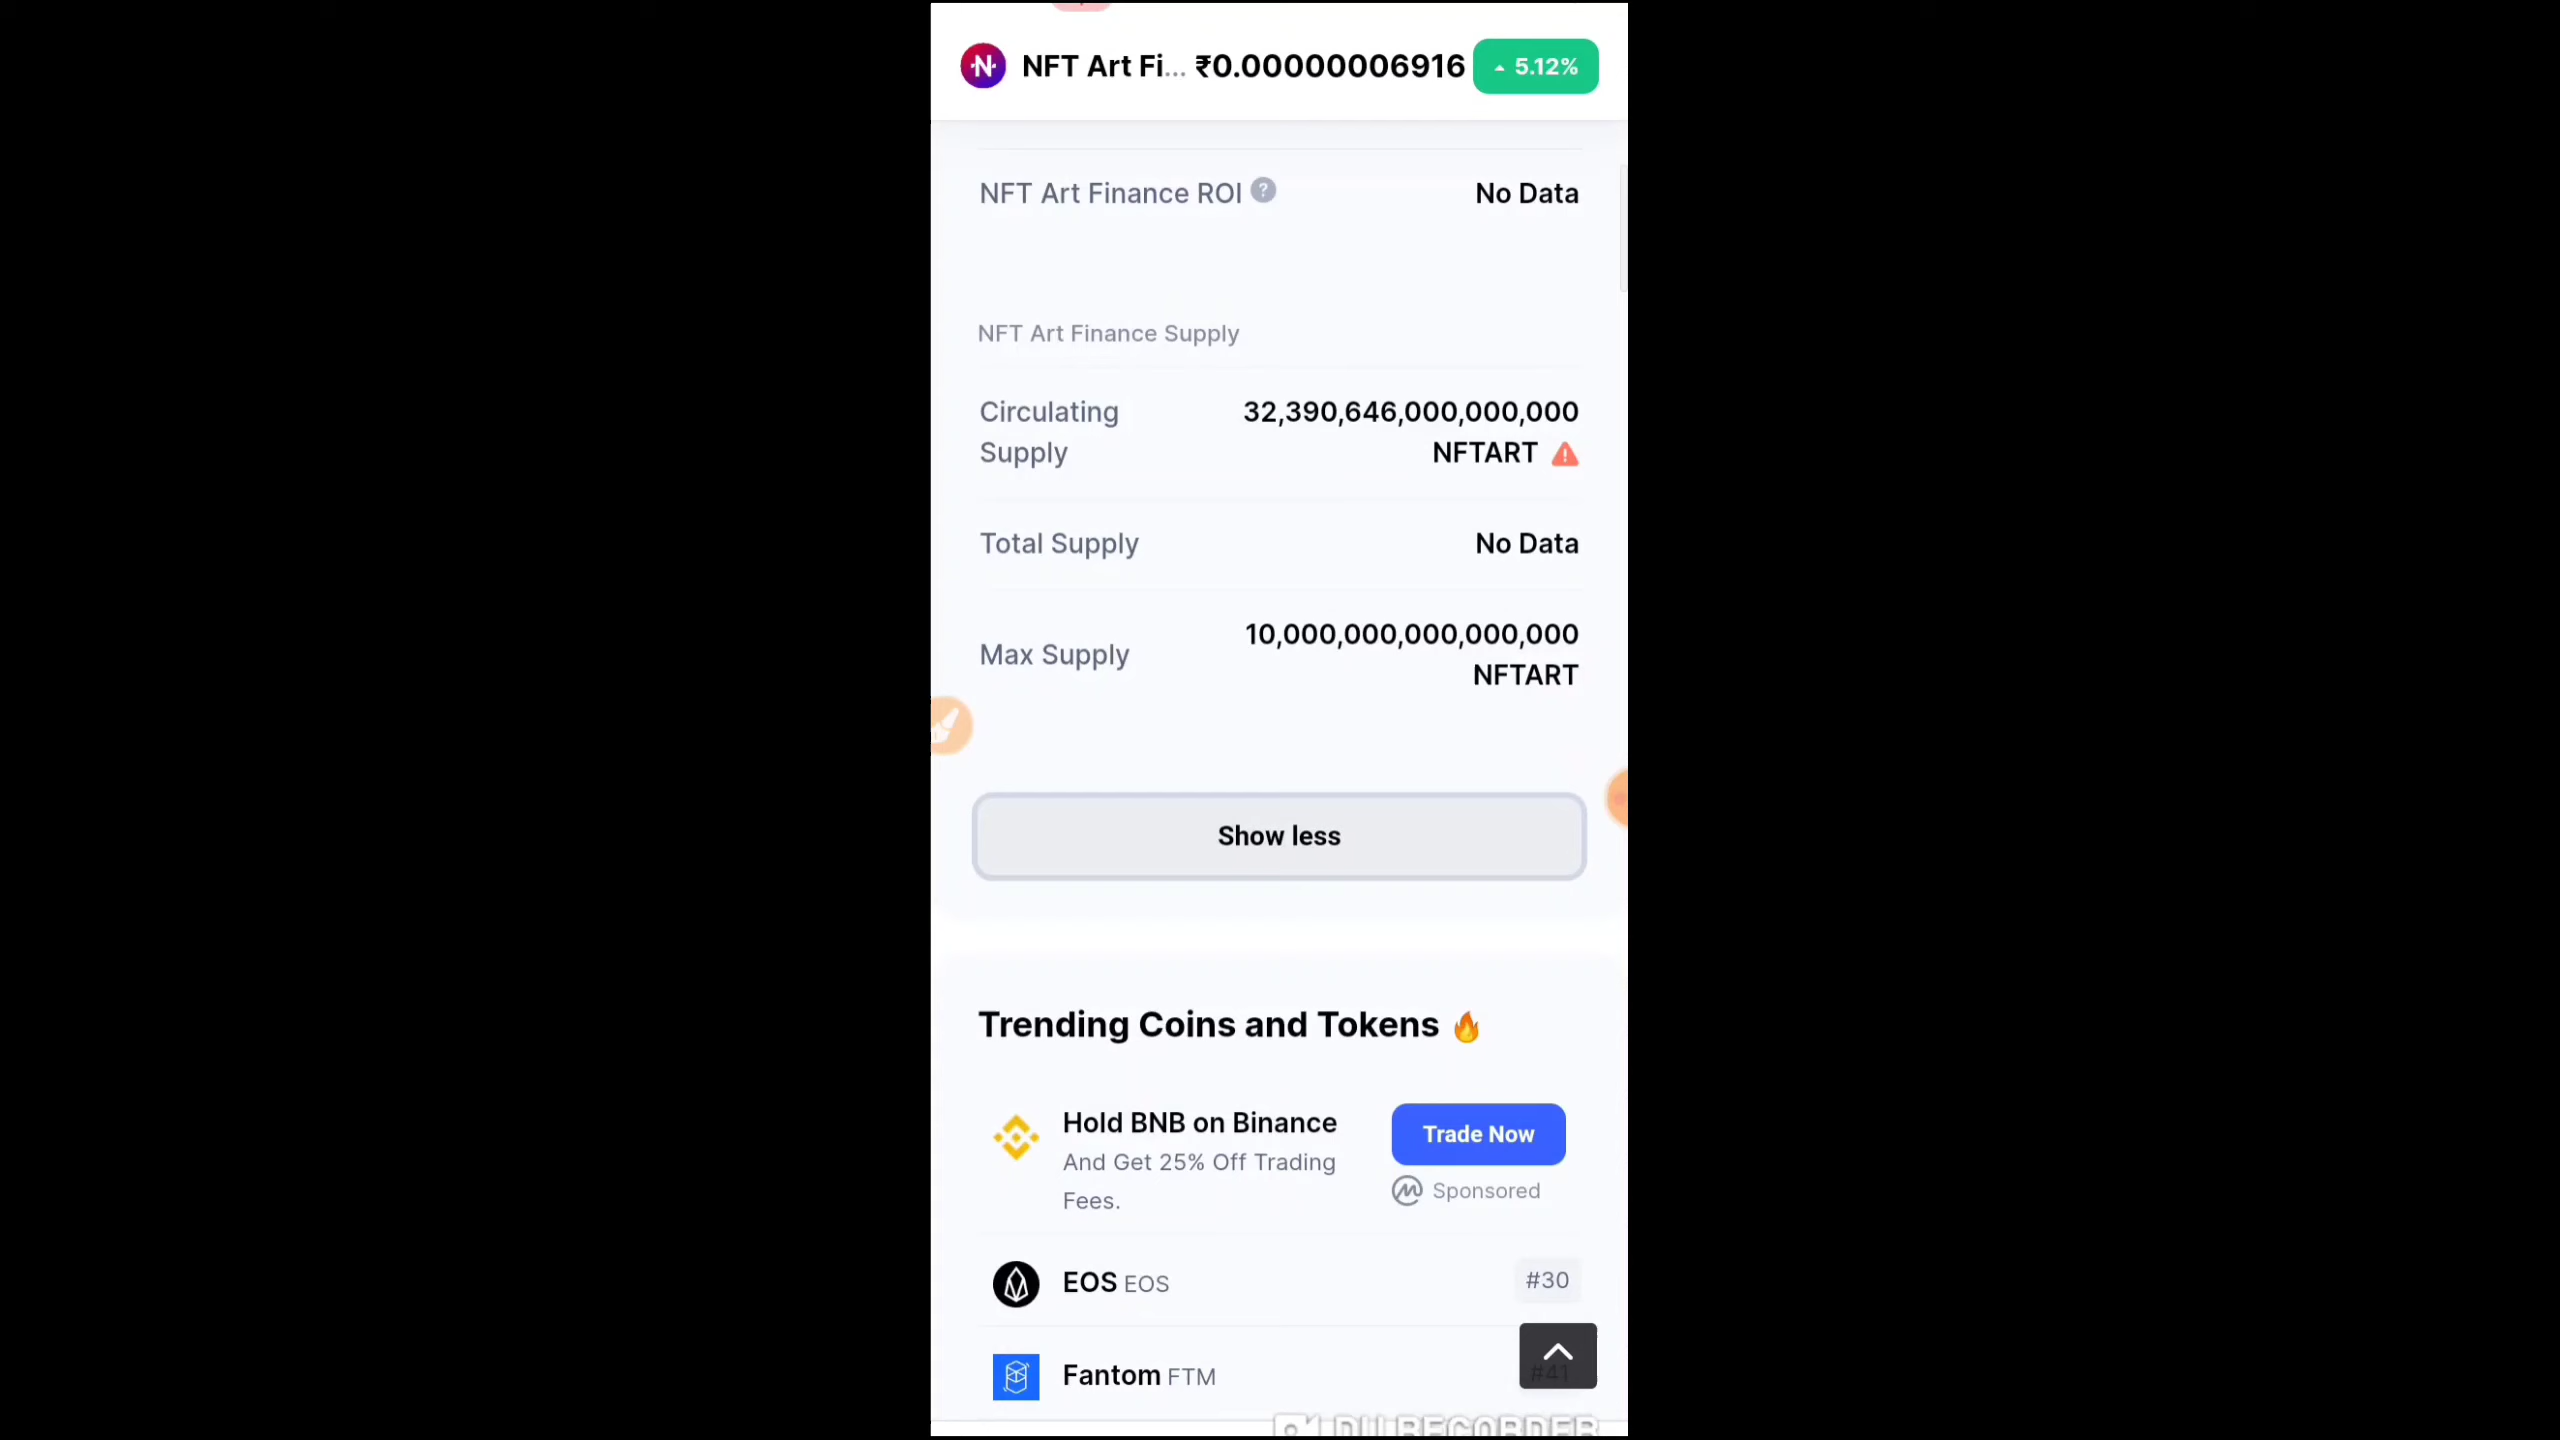 NFT Art Fi... ₹0.00000006916 5.12%
NFT Art Finance ROI ? No Data
NFT Art Finance Supply
Circulating Supply 32,390,646,000,000,000 NFTART
Total Supply No Data
Max Supply 10,000,000,000,000,000 NFTART
Show less
Trending Coins and Tokens 🔥
Hold BNB on Binance
And Get 25% Off Trading
Fees.
Trade Now
Sponsored
EOS EOS #30
Fantom FTM #41
DU RECORDER